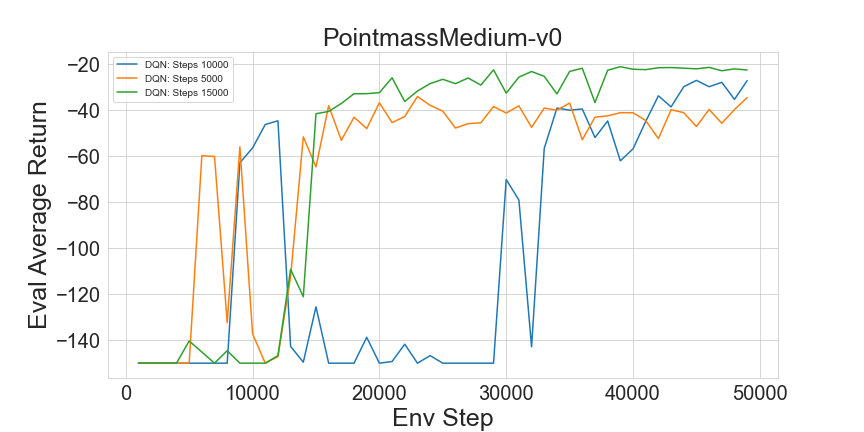 PointmassMedium-v0
DQN: Steps 10000
DQN: Steps 5000
DQN: Steps 15000
Eval Average Return
−20
−40
−60
−80
−100
−120
−140
0 10000 20000 30000 40000 50000
Env Step